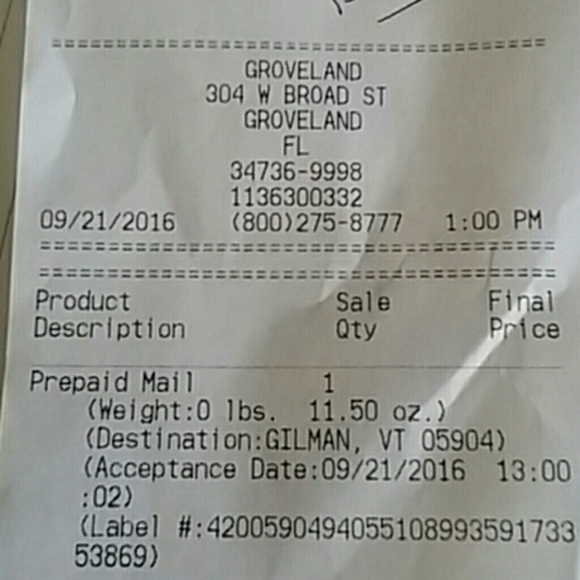 ================================================
GROVELAND
304 W BROAD ST
GROVELAND
FL
34736-9998
1136300332
09/21/2016 (800)275-8777 1:00 PM
================================================
================================================
Product Sale Final
Description Qty Price
Prepaid Mail 1
(Weight:0 lbs. 11.50 oz.)
(Destination:GILMAN, VT 05904)
(Acceptance Date:09/21/2016 13:00
:02)
(Label #:420059049405510899359173​3
53869)